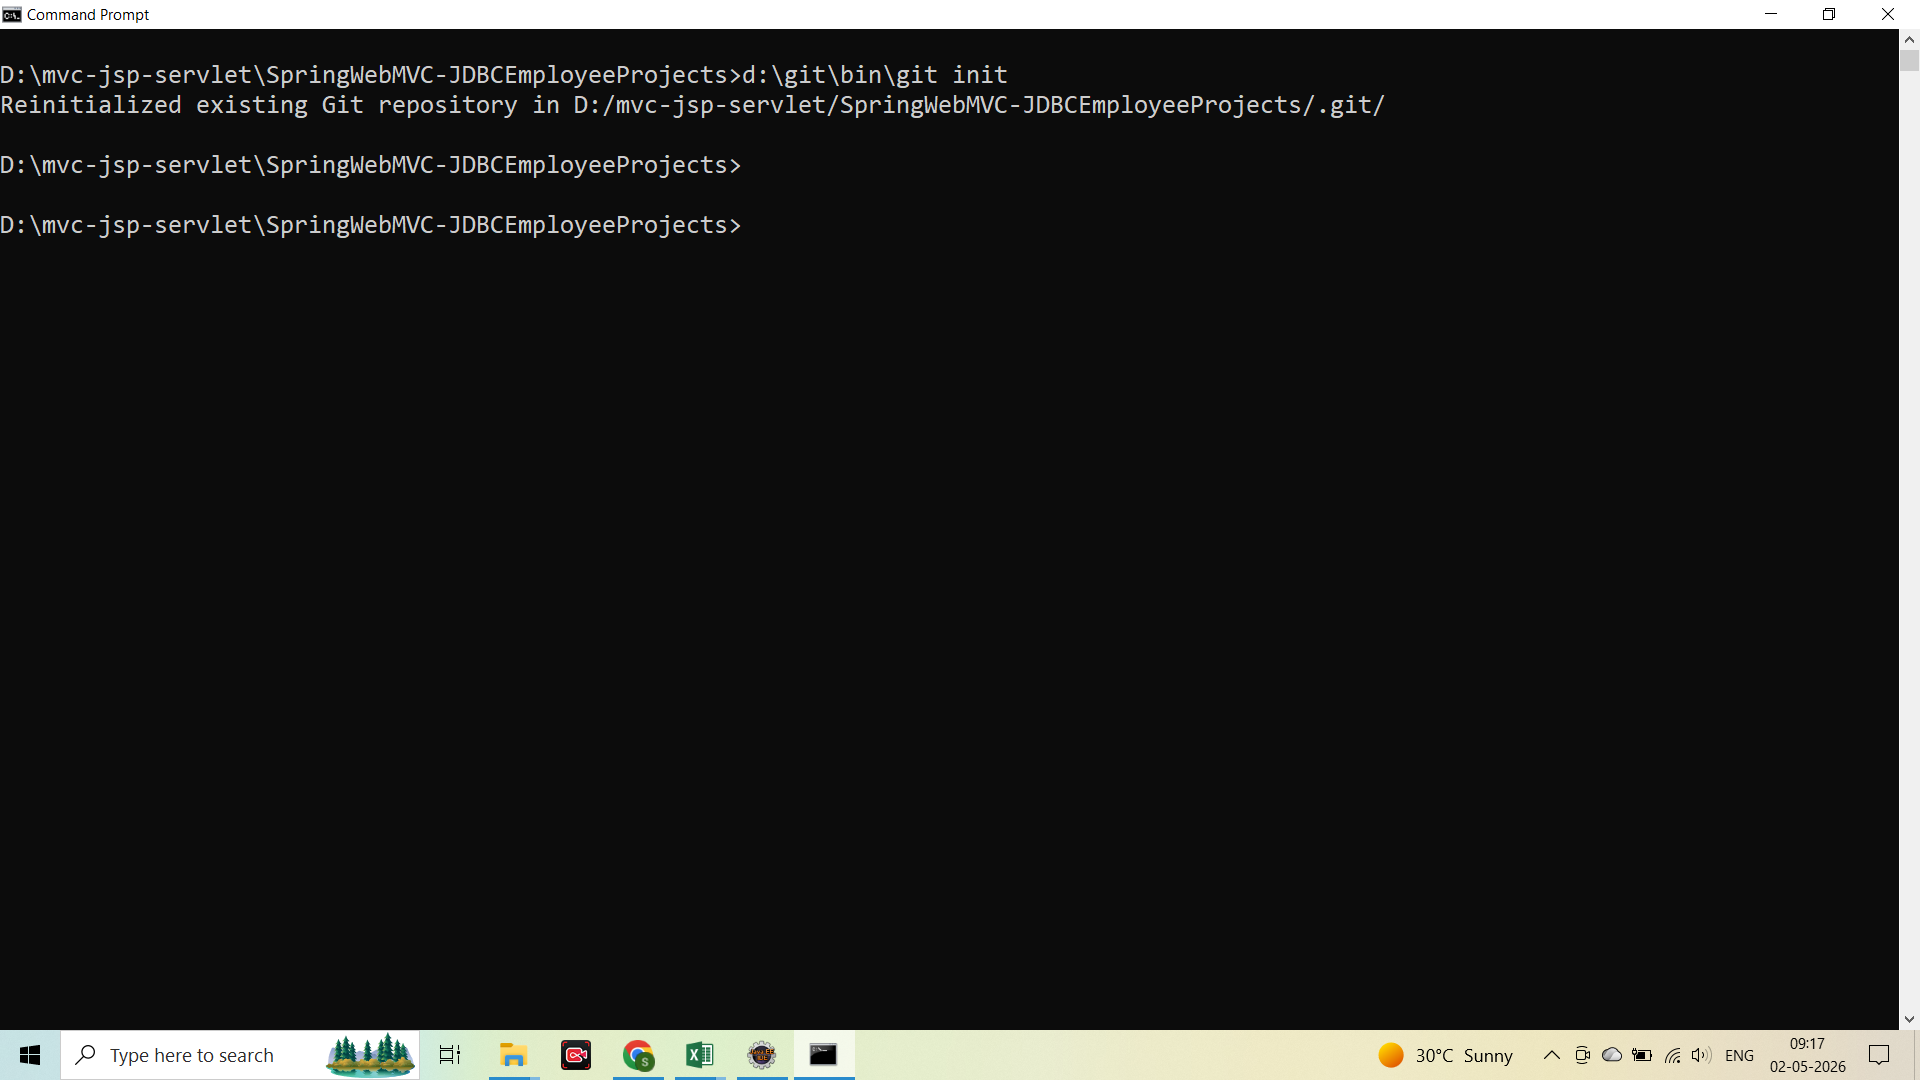 Command Prompt
D:\mvc-jsp-servlet\SpringWebMVC-JDBCEmployeeProjects>d:\git\bin\git init
Reinitialized existing Git repository in D:/mvc-jsp-servlet/SpringWebMVC-JDBCEmployeeProjects/.git/
D:\mvc-jsp-servlet\SpringWebMVC-JDBCEmployeeProjects>
D:\mvc-jsp-servlet\SpringWebMVC-JDBCEmployeeProjects>
Type here to search
30°C Sunny
ENG
09:17
02-05-2026